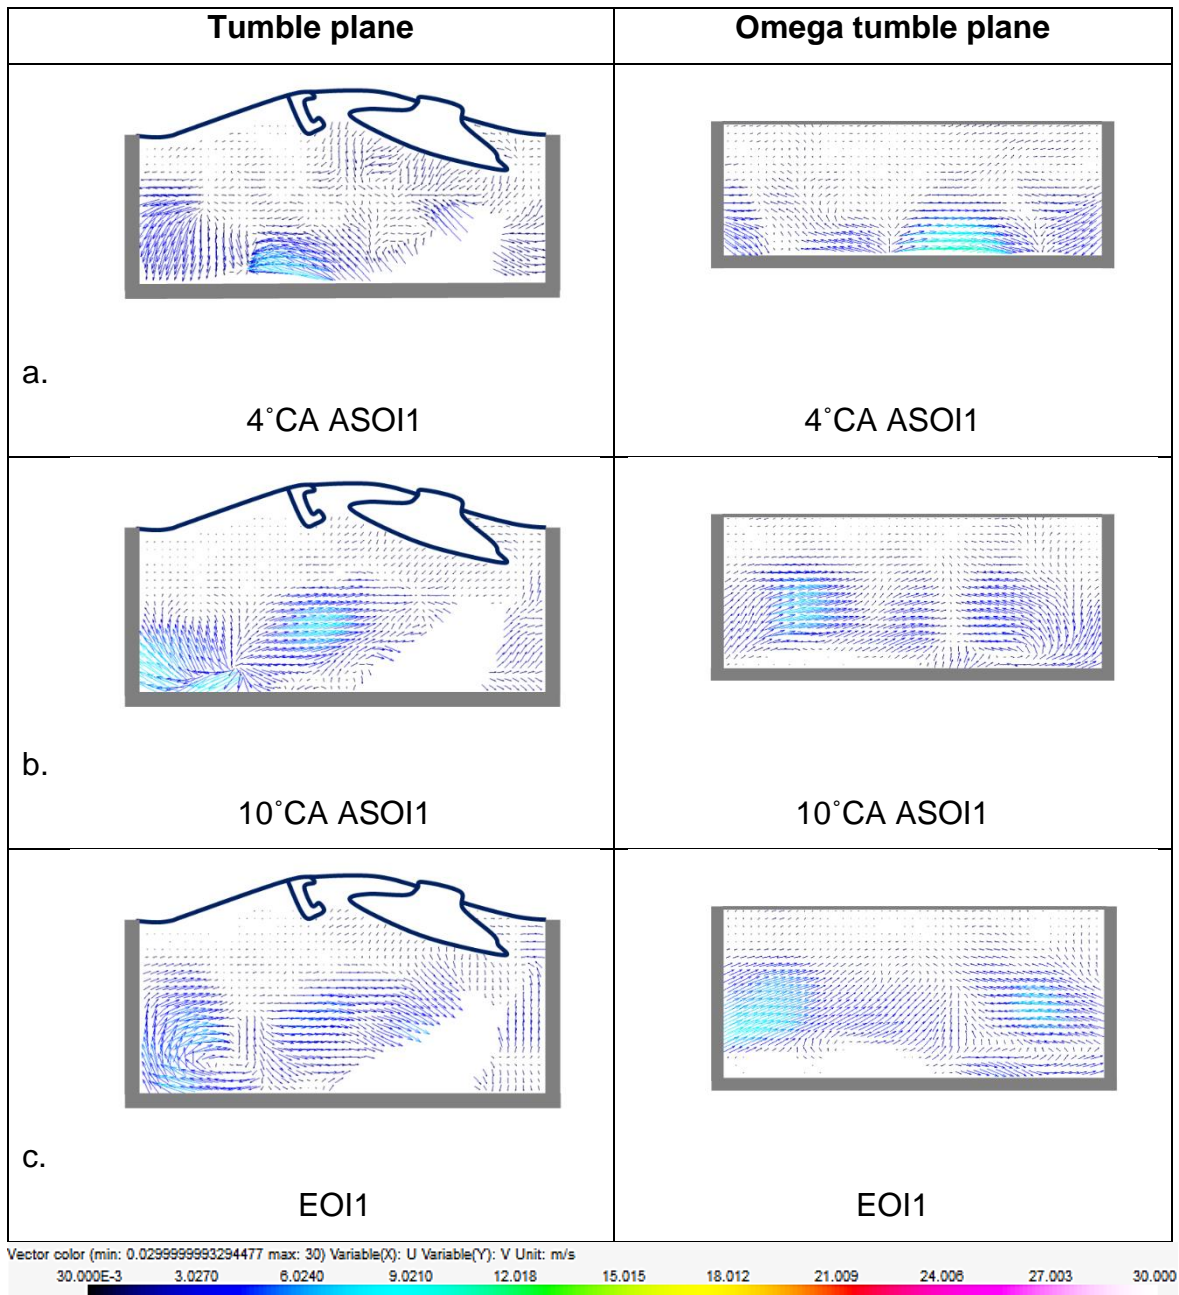 Tumble plane
Omega tumble plane
a.
4˚CA ASOI1
4˚CA ASOI1
b.
10˚CA ASOI1
10˚CA ASOI1
c.
EOI1
EOI1
Vector color (min: 0.0299999993294477 max: 30) Variable(X): U Variable(Y): V Unit: m/s
30.000E-3 3.0270 6.0240 9.0210 12.018 15.015 18.012 21.009 24.006 27.003 30.000